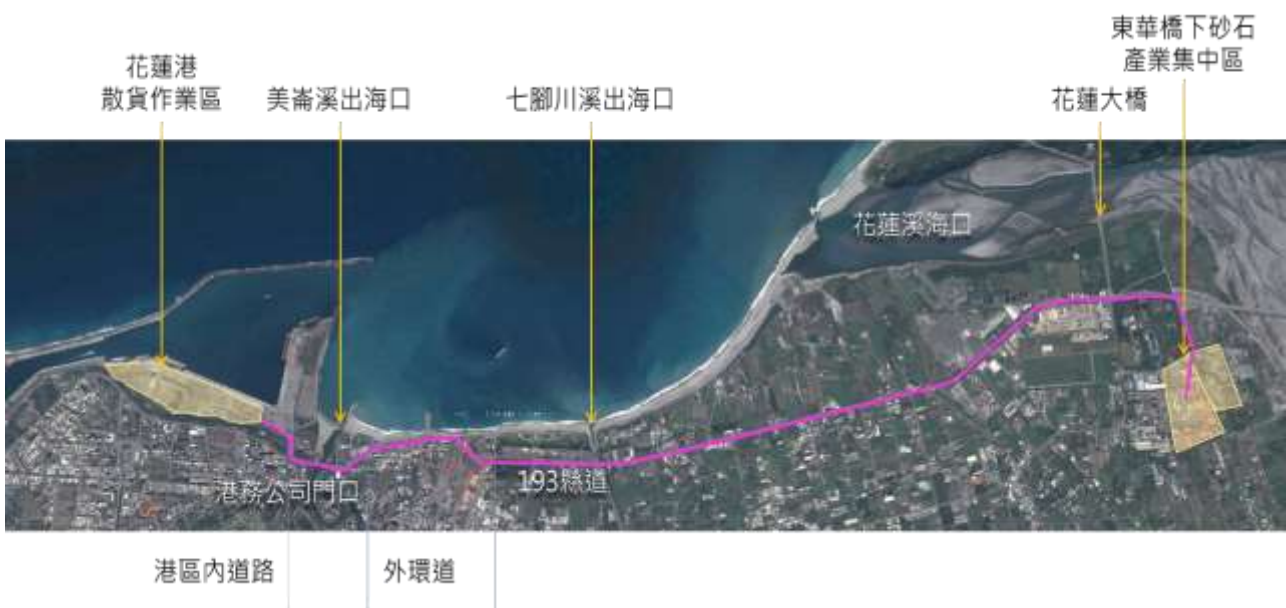 東華橋下砂石
產業集中區
花蓮港
散貨作業區
美崙溪出海口
七腳川溪出海口
花蓮大橋
花蓮溪海口
港務公司門口
193縣道
港區內道路
外環道